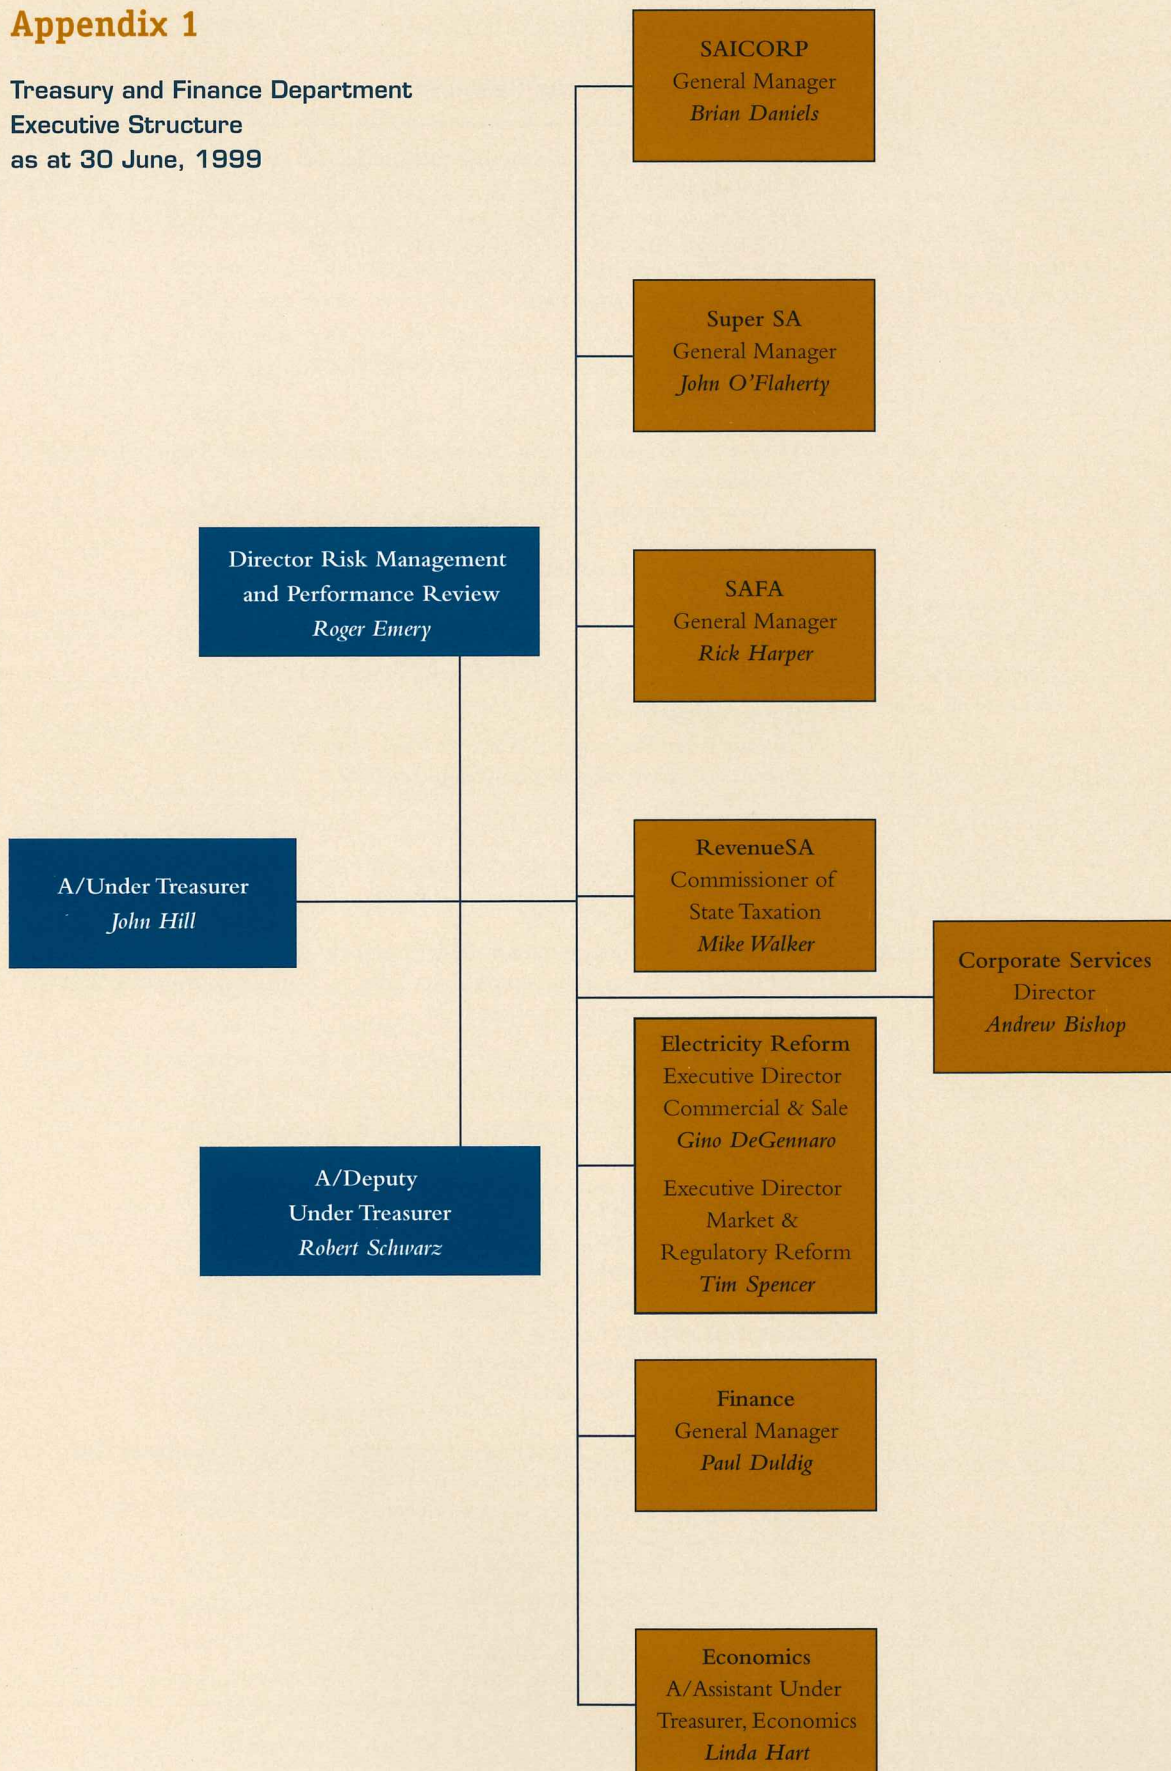 Appendix 1
Treasury and Finance Department
Executive Structure
as at 30 June, 1999
SAICORP
General Manager
Brian Daniels
Super SA
General Manager
John O'Flaherty
Director Risk Management
and Performance Review
Roger Emery
SAFA
General Manager
Rick Harper
A/Under Treasurer
John Hill
RevenueSA
Commissioner of
State Taxation
Mike Walker
Corporate Services
Director
Andrew Bishop
Electricity Reform
Executive Director
Commercial & Sale
Gino DeGennaro
Executive Director
Market &
Regulatory Reform
Tim Spencer
A/Deputy
Under Treasurer
Robert Schwarz
Finance
General Manager
Paul Duldig
Economics
A/Assistant Under
Treasurer, Economics
Linda Hart